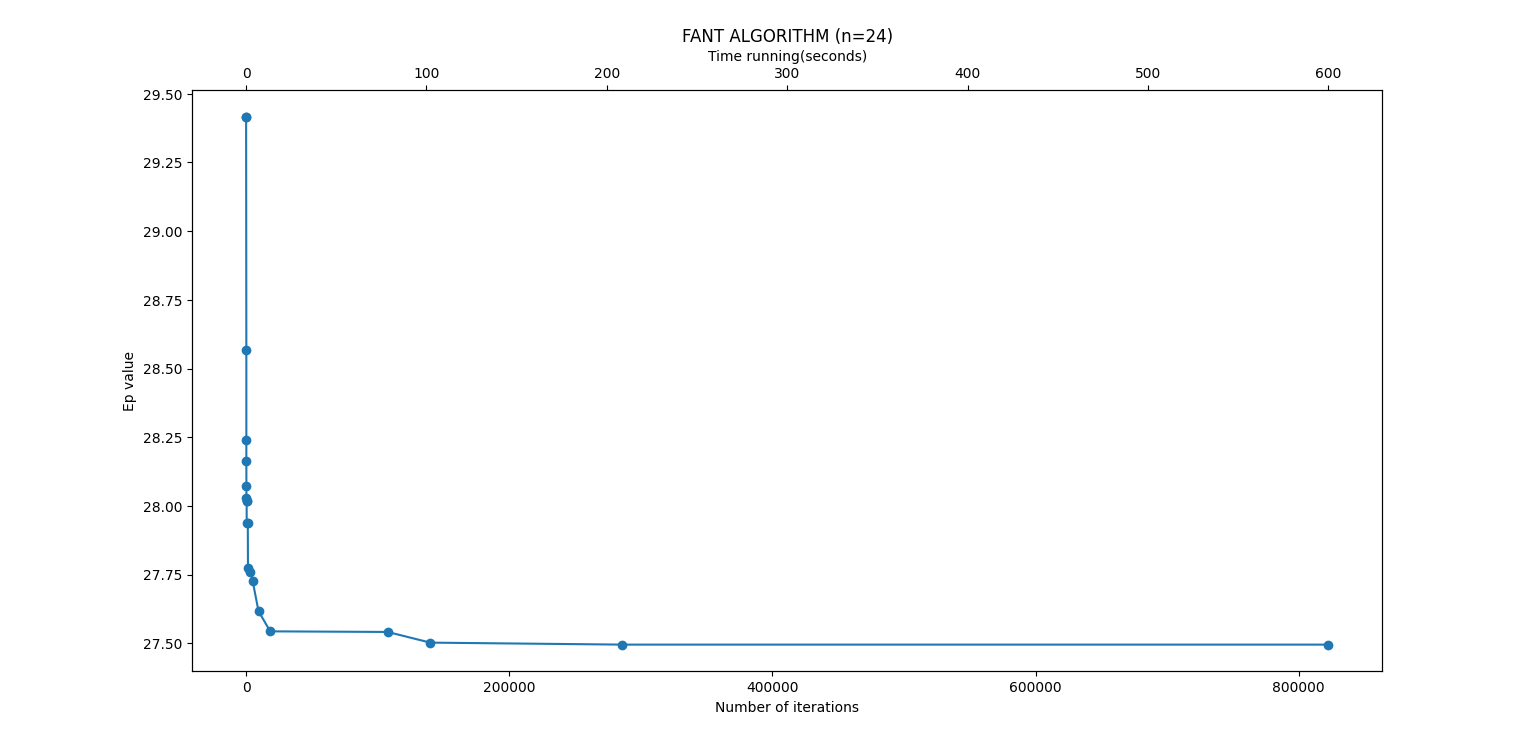 FANT ALGORITHM (n=24)
Time running(seconds)
0 100 200 300 400 500 600
29.50
29.25
29.00
28.75
28.50
28.25
28.00
27.75
27.50
Ep value
0 200000 400000 600000 800000
Number of iterations